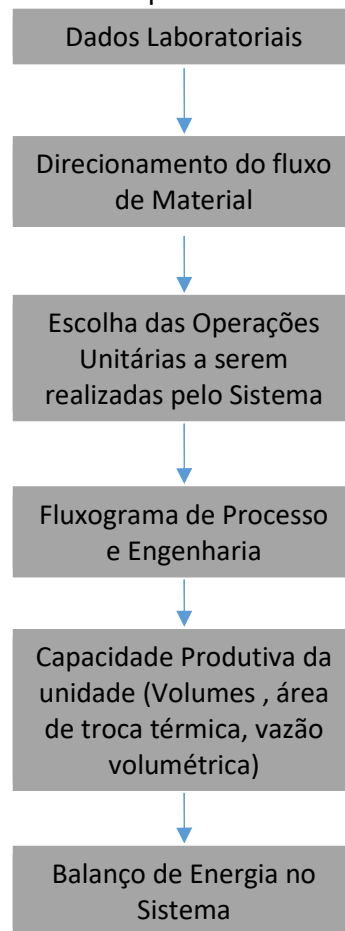 Dados Laboratoriais
Direcionamento do fluxo
de Material
Escolha das Operações
Unitárias a serem
realizadas pelo Sistema
Fluxograma de Processo
e Engenharia
Capacidade Produtiva da
unidade (Volumes , área
de troca térmica, vazão
volumétrica)
Balanço de Energia no
Sistema